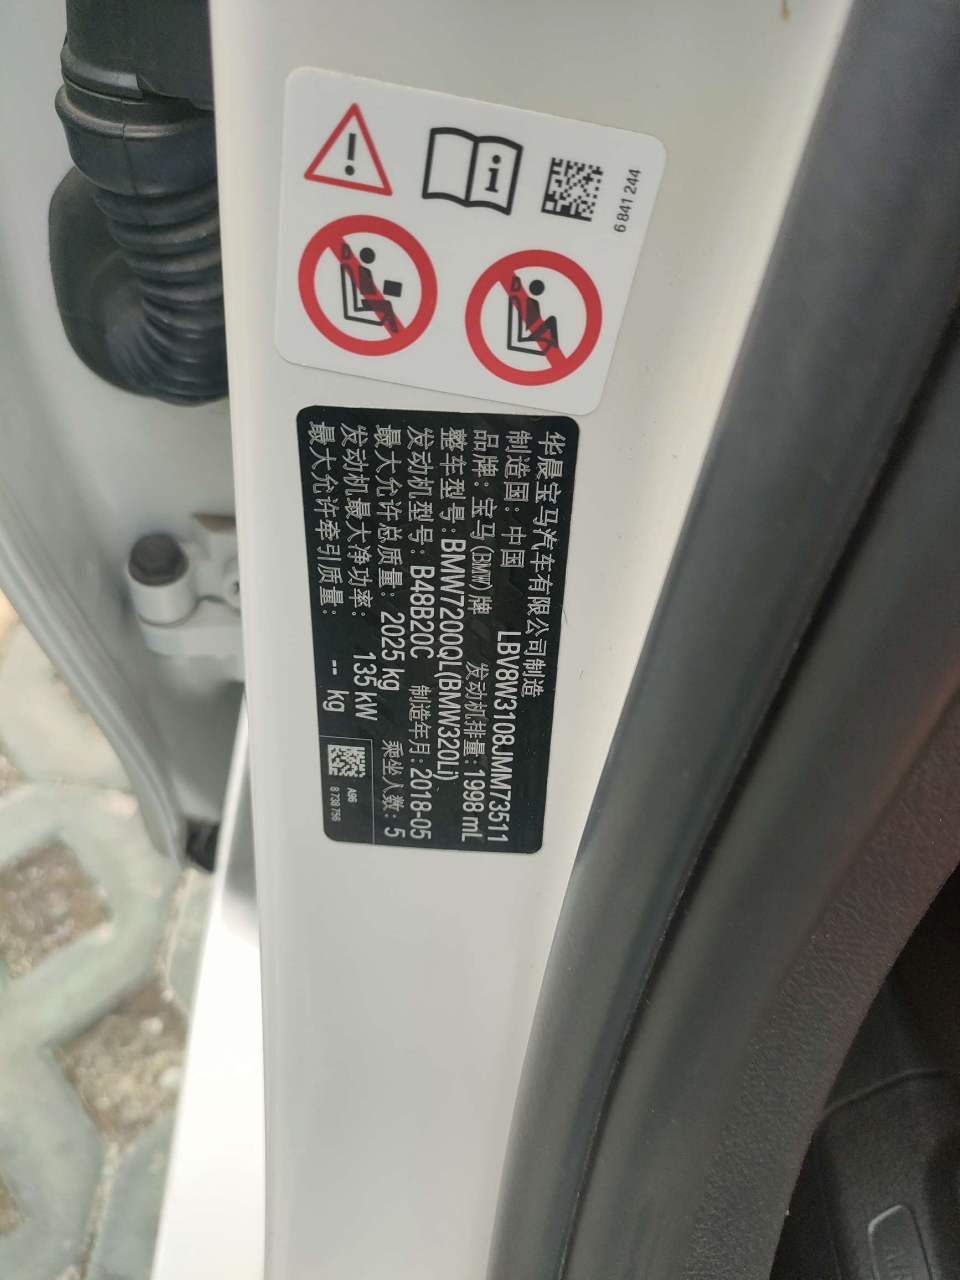 6 841 244
华晨宝马汽车有限公司制造
制造国: 中国 LBV8W3108JMM73511
品牌: 宝马(BMW)牌 发动机排量: 1998 mL
整车型号: BMW7200QL(BMW320Li)
发动机型号: B48B20C 制造年月: 2018-05
最大允许总质量: 2025 kg 乘坐人数: 5
发动机最大净功率: 135 kW
最大允许牵引质量: -- kg
A96
8 738 756